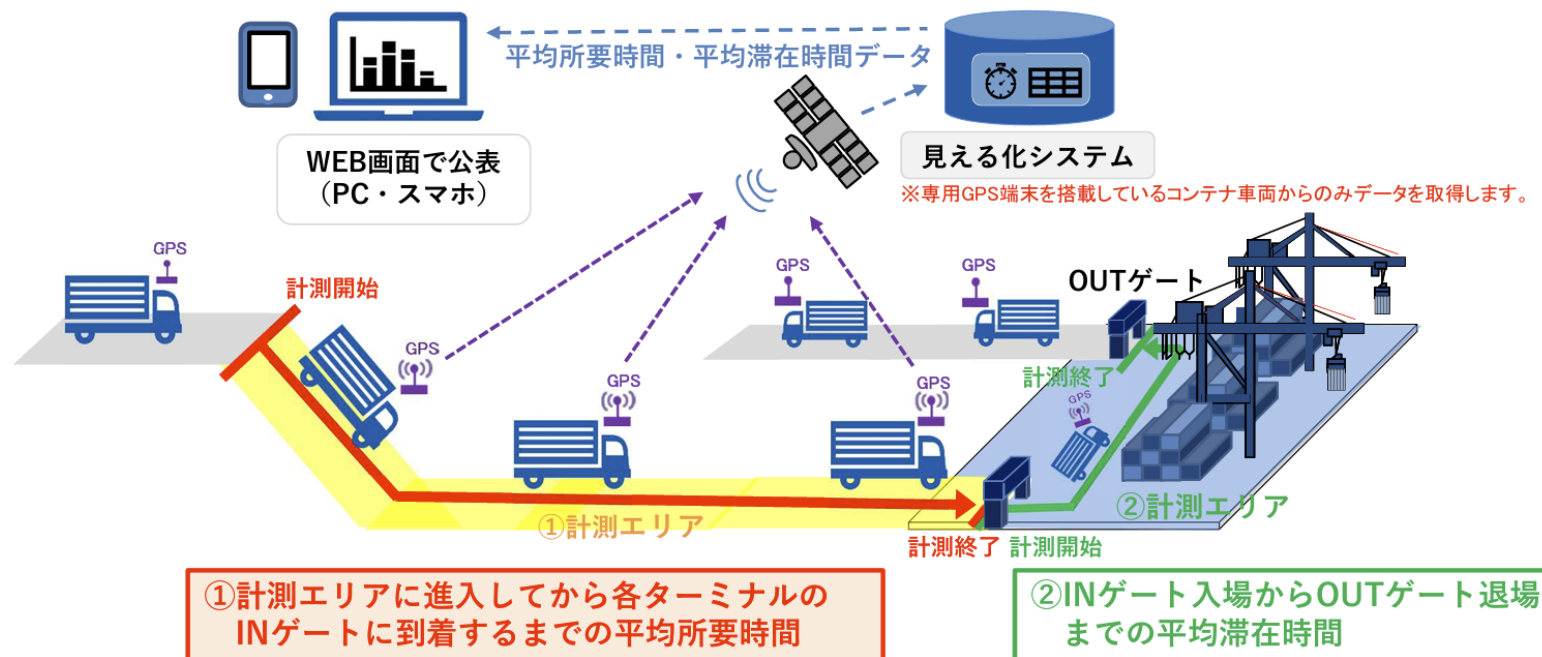 平均所要時間・平均滞在時間データ
WEB画面で公表
（PC・スマホ）
見える化システム
※専用GPS端末を搭載しているコンテナ車両からのみデータを取得します。
GPS
計測開始
GPS
GPS
GPS
GPS
GPS
OUTゲート
計測終了
GPS
①計測エリア
②計測エリア
計測終了
計測開始
①計測エリアに進入してから各ターミナルの
INゲートに到着するまでの平均所要時間
②INゲート入場からOUTゲート退場
までの平均滞在時間